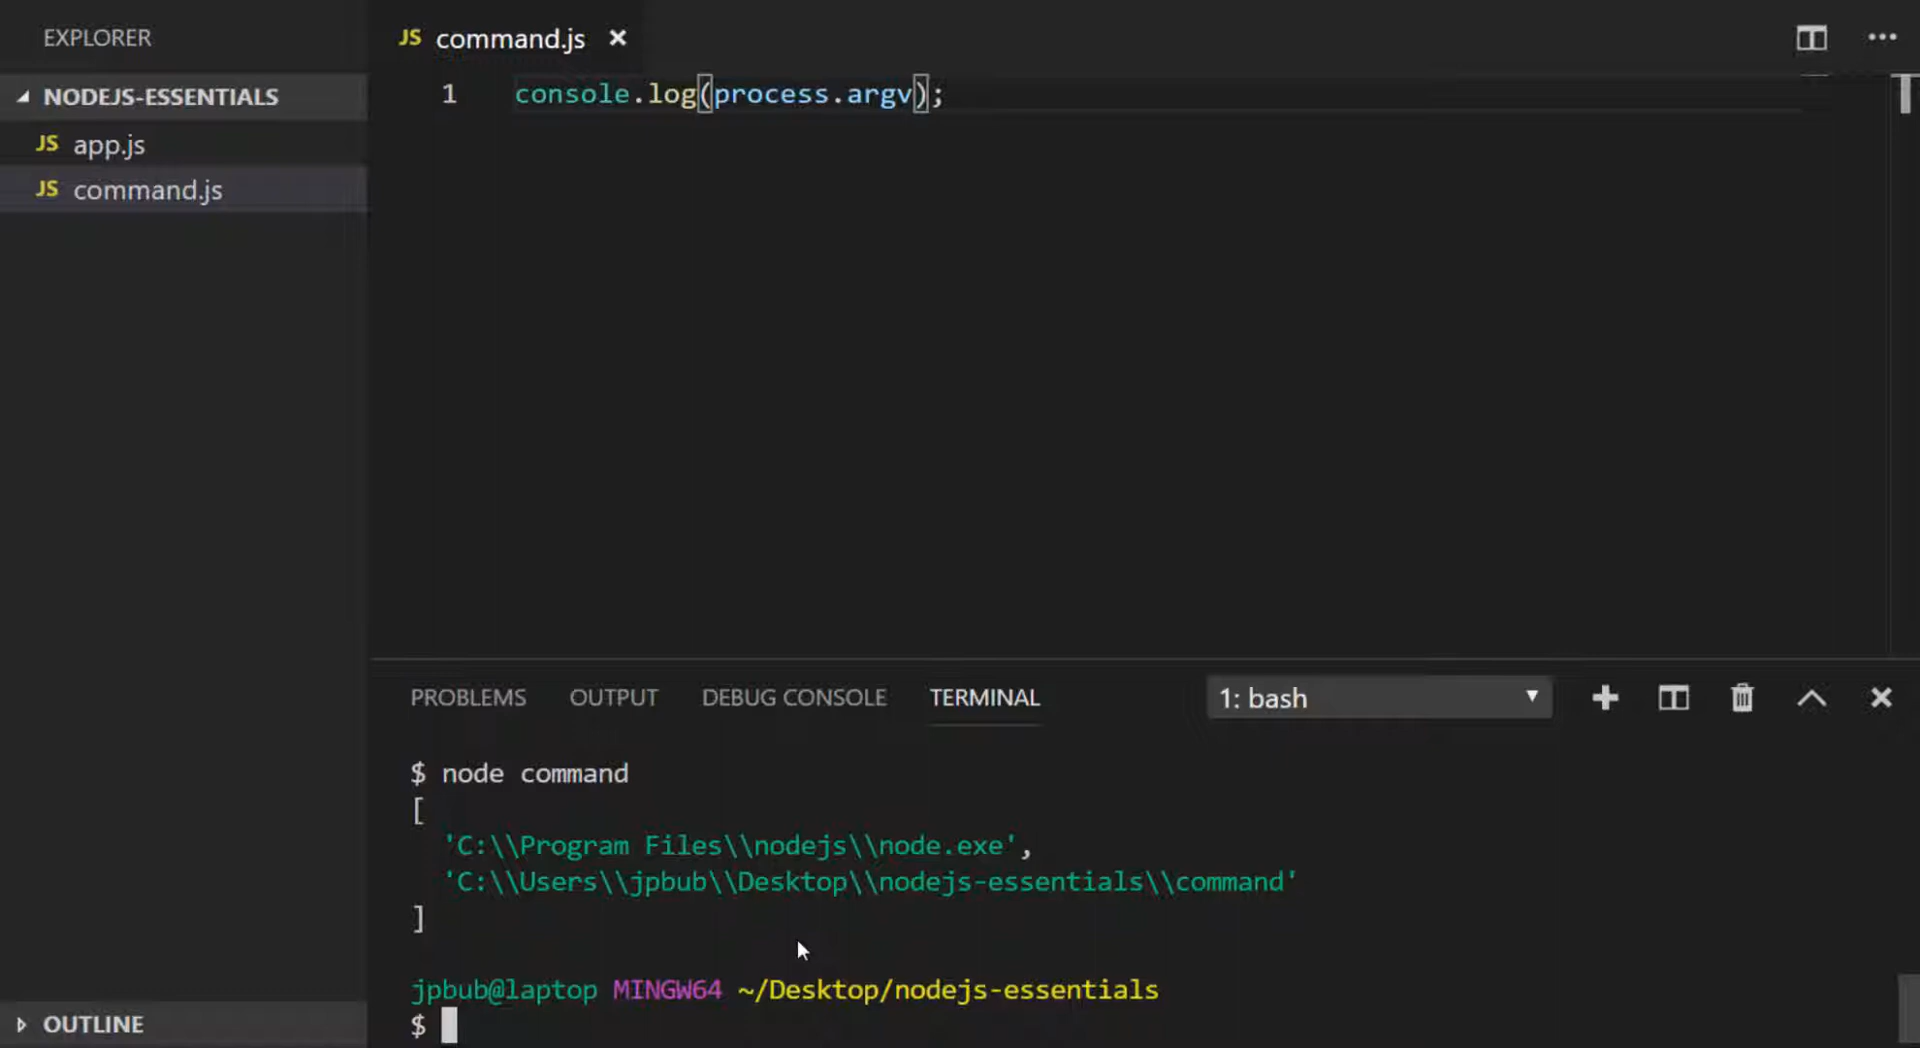 EXPLORER
NODEJS-ESSENTIALS
JS app.js
JS command.js
OUTLINE
JS command.js ×
1 console.log(process.argv);
PROBLEMS OUTPUT DEBUG CONSOLE TERMINAL 1: bash
$ node command
[
'C:\\Program Files\\nodejs\\node.exe',
'C:\\Users\\jpbub\\Desktop\\nodejs-essentials\\command'
]
jpbub@laptop MINGW64 ~/Desktop/nodejs-essentials
$